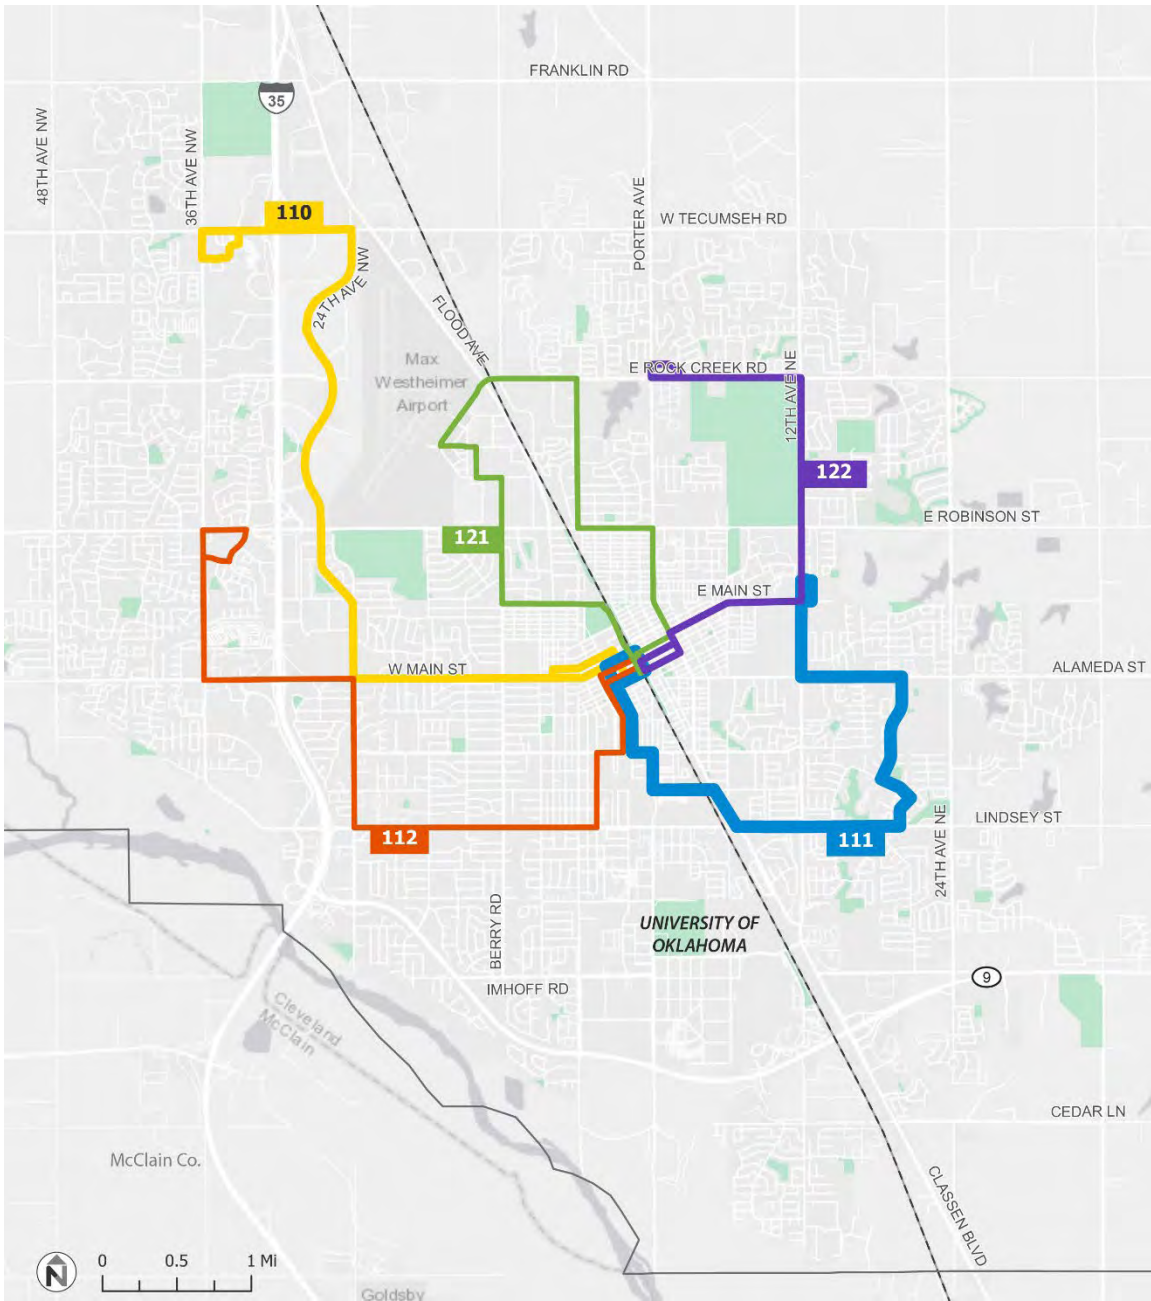 FRANKLIN RD
35
48TH AVE NW
36TH AVE NW
110
PORTER AVE
W TECUMSEH RD
24TH AVE NW
FLOOD AVE
Max
Westheimer
Airport
E ROCK CREEK RD
12TH AVE NE
122
E ROBINSON ST
121
E MAIN ST
W MAIN ST
ALAMEDA ST
LINDSEY ST
112
111
24TH AVE NE
BERRY RD
UNIVERSITY OF
OKLAHOMA
IMHOFF RD
9
Cleveland
McClain
CEDAR LN
McClain Co.
CLASSEN BLVD
N
0 0.5 1 Mi
Goldsby